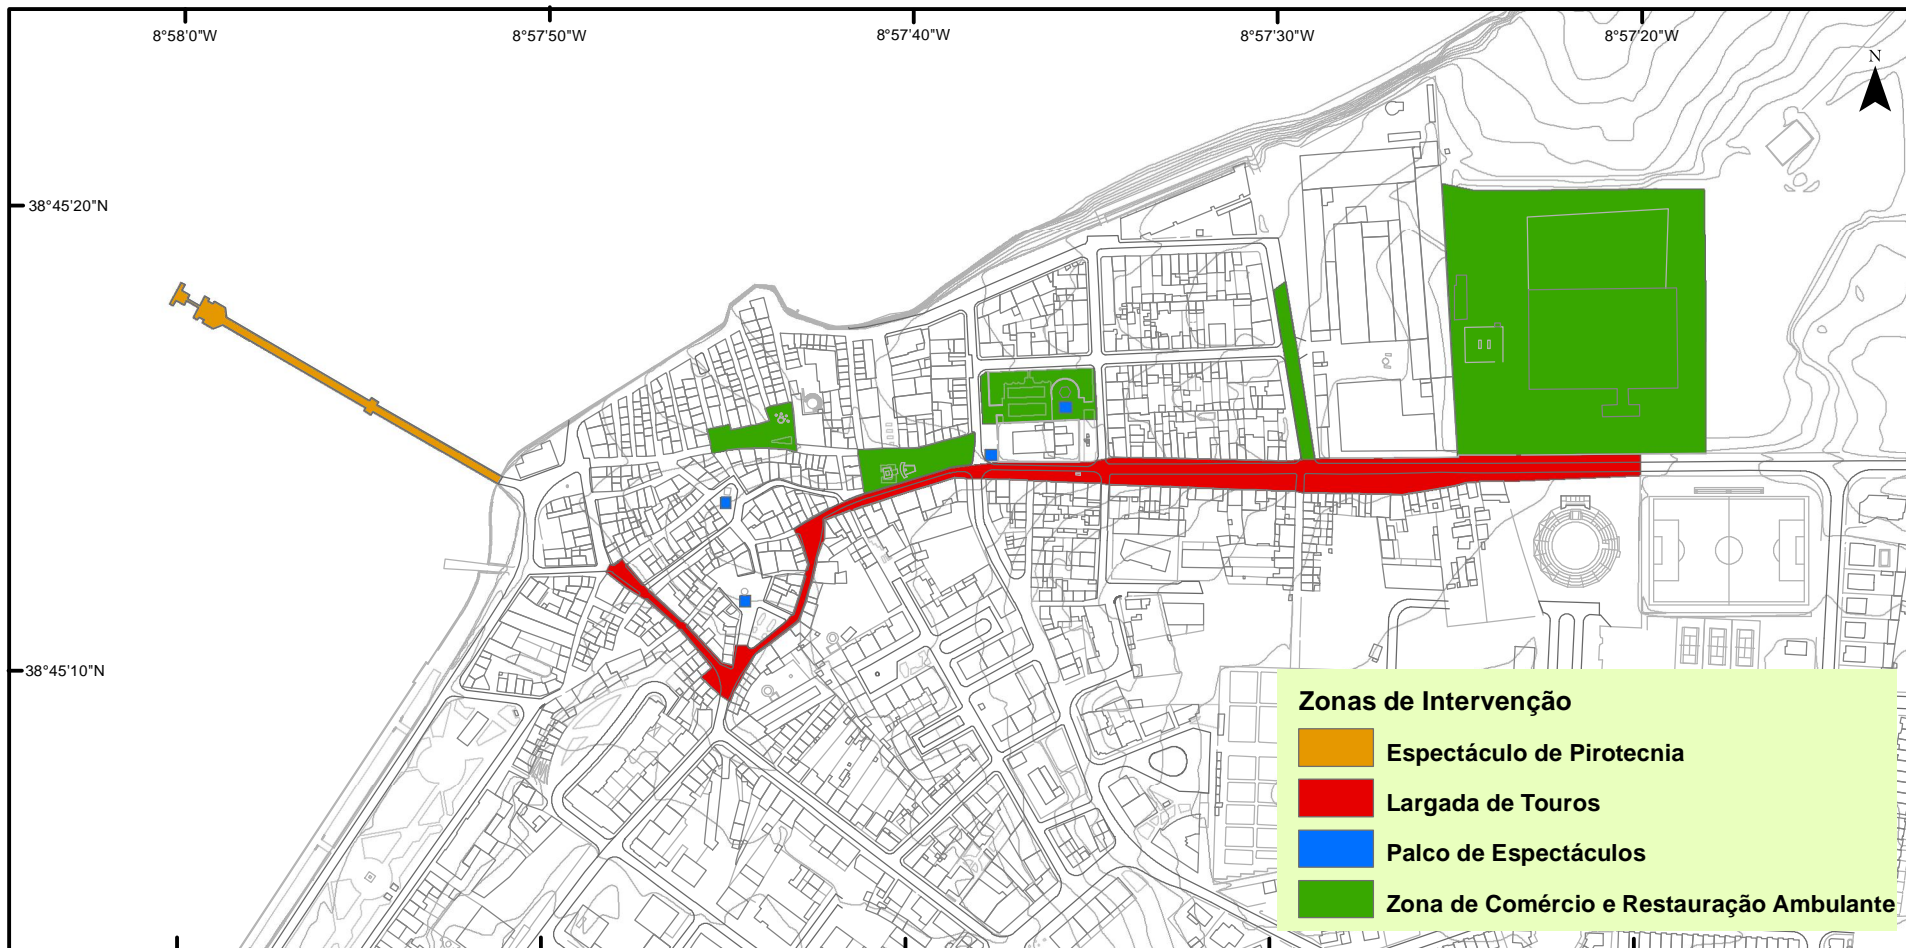 8°58'0"W
8°57'50"W
8°57'40"W
8°57'30"W
8°57'20"W
N
38°45'20"N
38°45'10"N
Zonas de Intervenção
Espectáculo de Pirotecnia
Largada de Touros
Palco de Espectáculos
Zona de Comércio e Restauração Ambulante